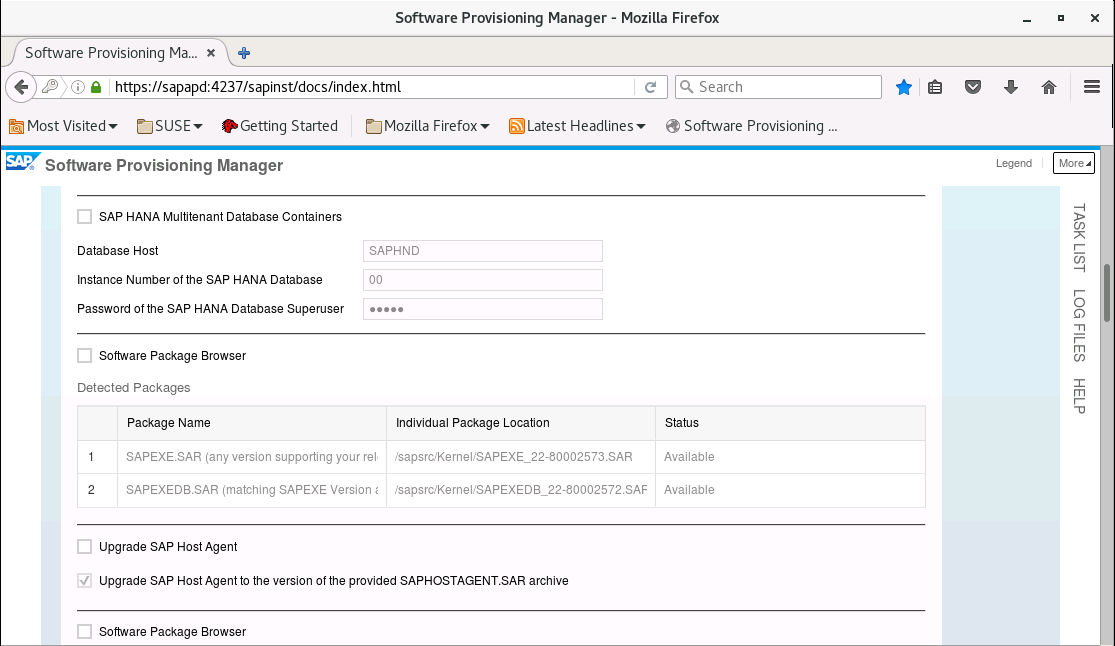 Software Provisioning Manager - Mozilla Firefox
Software Provisioning Ma...
https://sapapd:4237/sapinst/docs/index.html
Search
Most Visited
SUSE
Getting Started
Mozilla Firefox
Latest Headlines
Software Provisioning ...
SAP Software Provisioning Manager
Legend
More
TASK LIST
LOG FILES
HELP
SAP HANA Multitenant Database Containers
Database Host SAPHND
Instance Number of the SAP HANA Database 00
Password of the SAP HANA Database Superuser •••••
Software Package Browser
Detected Packages
Package Name Individual Package Location Status
1 SAPEXE.SAR (any version supporting your rel /sapsrc/Kernel/SAPEXE_22-80002573.SAR Available
2 SAPEXEDB.SAR (matching SAPEXE Version a /sapsrc/Kernel/SAPEXEDB_22-80002572.SAR Available
Upgrade SAP Host Agent
Upgrade SAP Host Agent to the version of the provided SAPHOSTAGENT.SAR archive
Software Package Browser